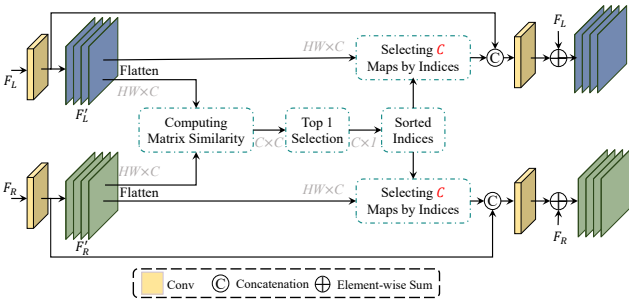 HW×C
Selecting C
Maps by Indices
C
F_L
F_L
Flatten
HW×C
F'_L
Computing
Matrix Similarity
C×C
Top 1
Selection
C×1
Sorted
Indices
HW×C
F_R
Flatten
HW×C
F'_R
Selecting C
Maps by Indices
C
F_R
Conv
C
Concatenation
Element-wise Sum